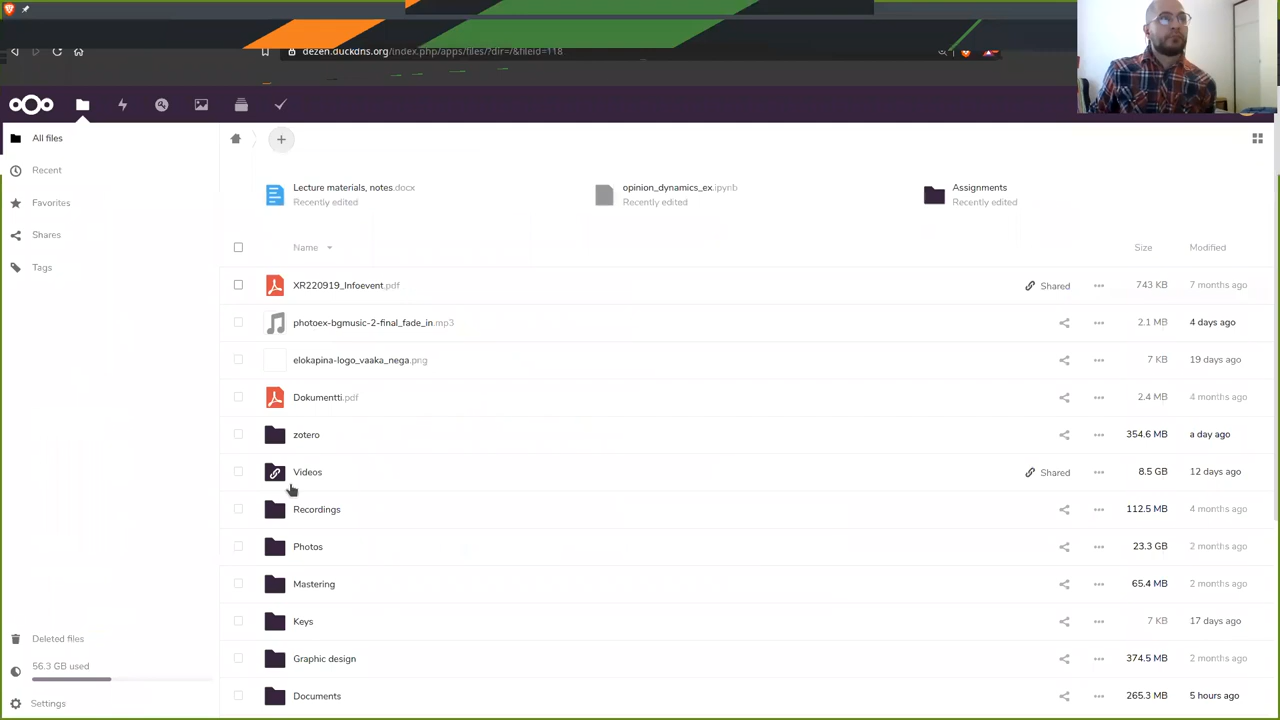 dezen.duckdns.org/index.php/apps/files/?dir=/&fileid=118
All files
Recent
Favorites
Shares
Tags
Lecture materials, notes.docx
Recently edited
opinion_dynamics_ex.ipynb
Recently edited
Assignments
Recently edited
Name Size Modified
XR220919_Infoevent.pdf Shared 743 KB 7 months ago
photoex-bgmusic-2-final_fade_in.mp3 2.1 MB 4 days ago
elokapina-logo_vaaka_nega.png 7 KB 19 days ago
Dokumentti.pdf 2.4 MB 4 months ago
zotero 354.6 MB a day ago
Videos Shared 8.5 GB 12 days ago
Recordings 112.5 MB 4 months ago
Photos 23.3 GB 2 months ago
Mastering 65.4 MB 2 months ago
Keys 7 KB 17 days ago
Graphic design 374.5 MB 2 months ago
Documents 265.3 MB 5 hours ago
Deleted files
56.3 GB used
Settings